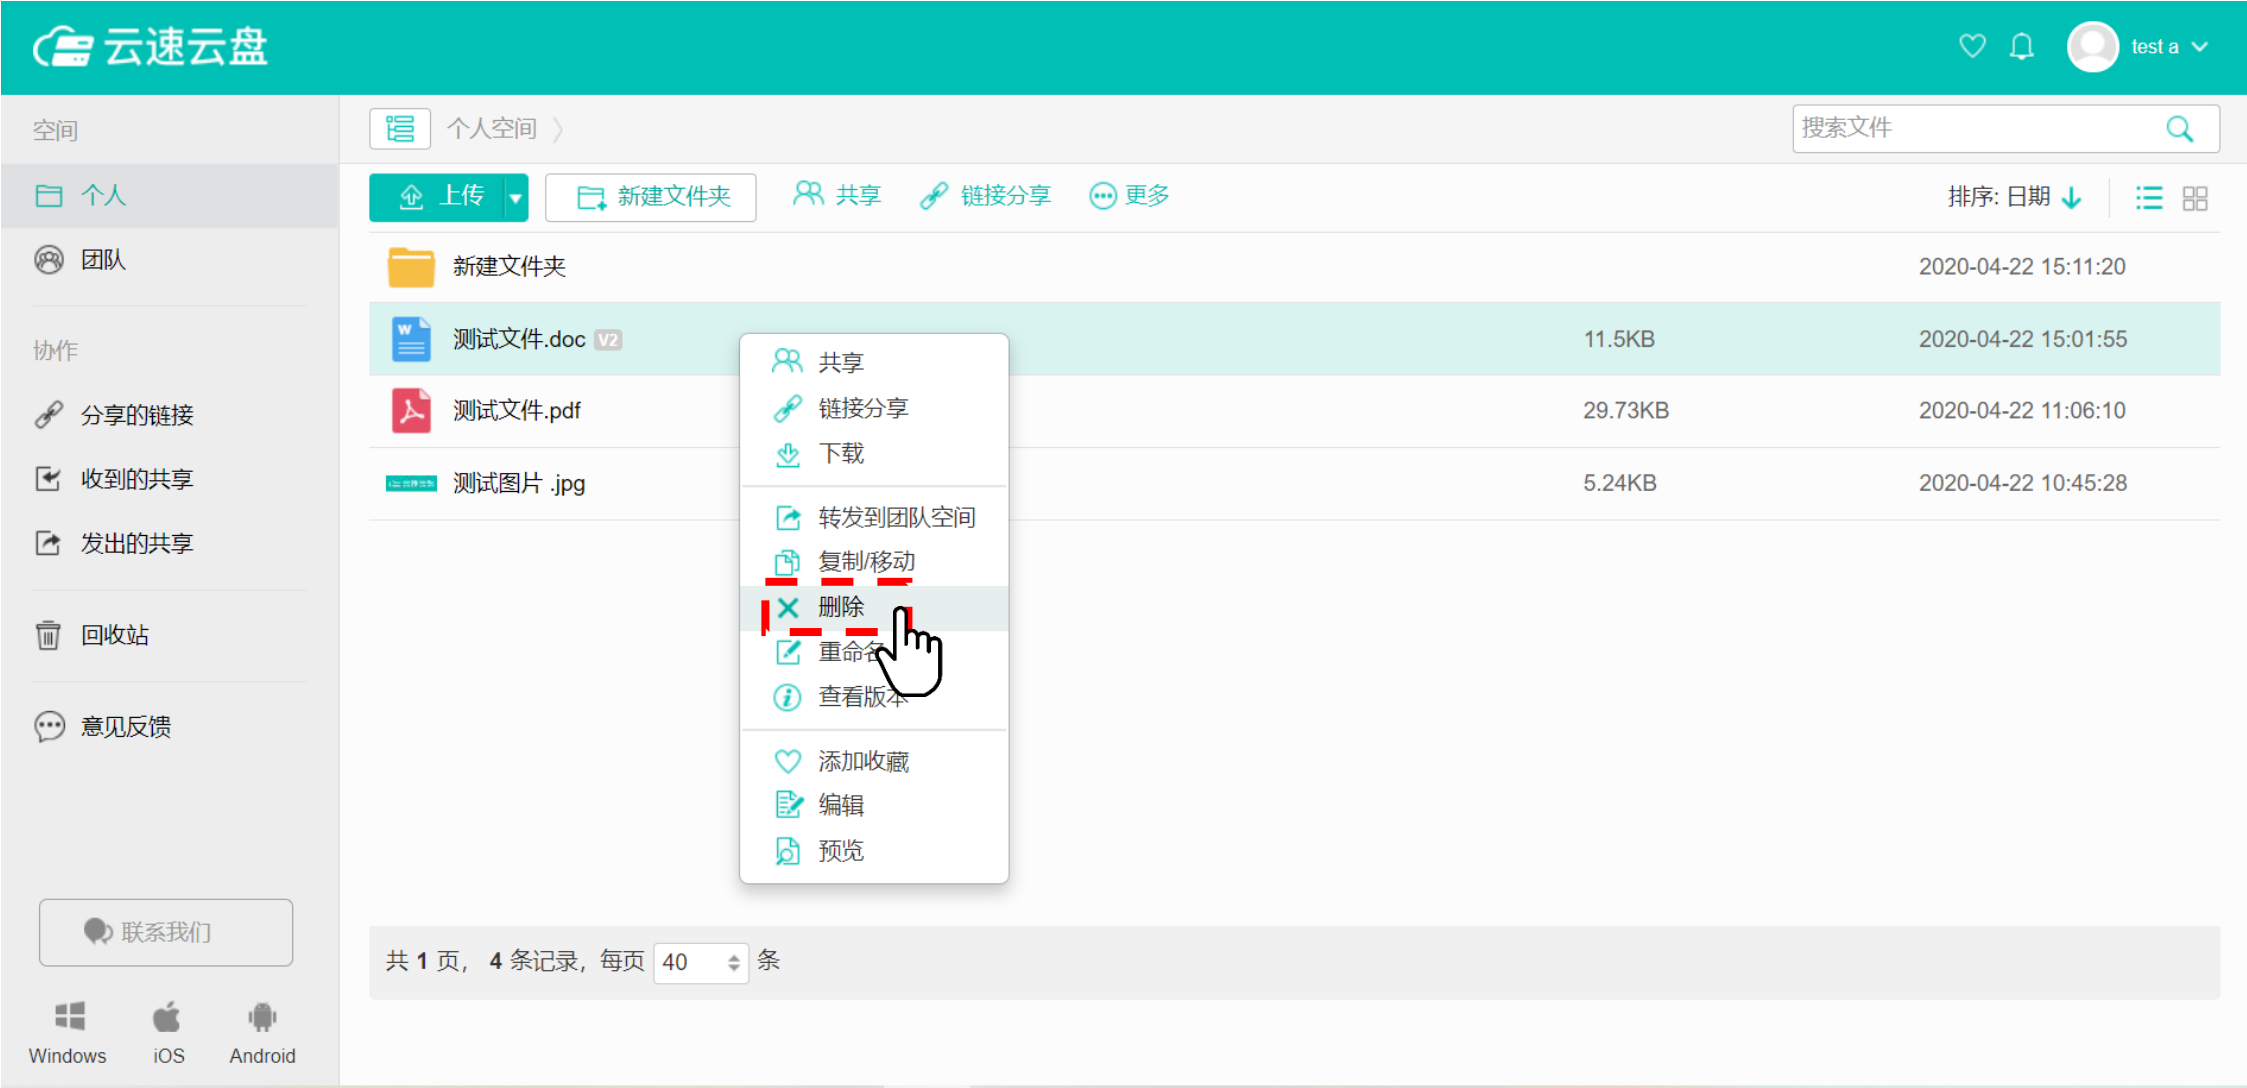 云速云盘
test a
空间
个人空间
搜索文件
个人
上传
新建文件夹
共享
链接分享
更多
排序: 日期
团队
新建文件夹
2020-04-22 15:11:20
协作
W
测试文件.doc V2
11.5KB
2020-04-22 15:01:55
测试文件.pdf
29.73KB
2020-04-22 11:06:10
测试图片 .jpg
5.24KB
2020-04-22 10:45:28
分享的链接
收到的共享
发出的共享
回收站
意见反馈
共享
链接分享
下载
转发到团队空间
复制/移动
删除
重命名
查看版本
添加收藏
编辑
预览
联系我们
共 1 页， 4 条记录，每页 40 条
Windows
iOS
Android